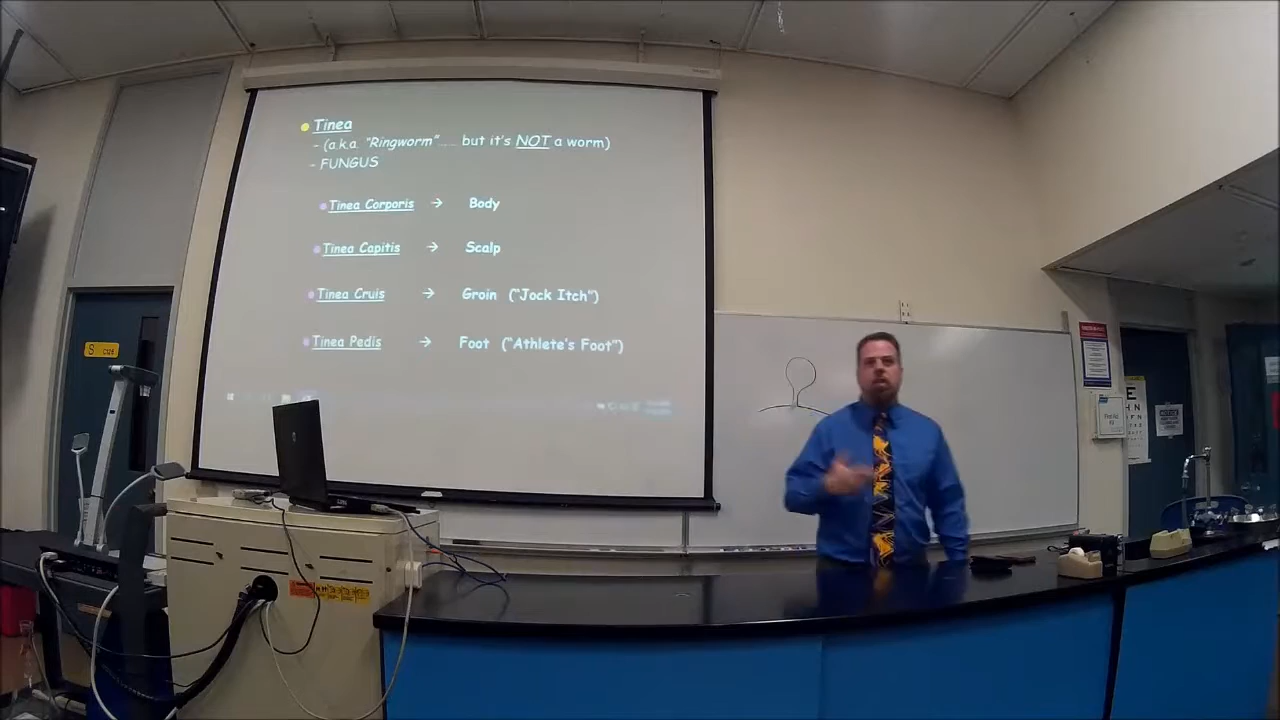 Tinea
- (a.k.a. "Ringworm"..... but it's NOT a worm)
- FUNGUS
Tinea Corporis → Body
Tinea Capitis → Scalp
Tinea Cruis → Groin ("Jock Itch")
Tinea Pedis → Foot ("Athlete's Foot")
S
E